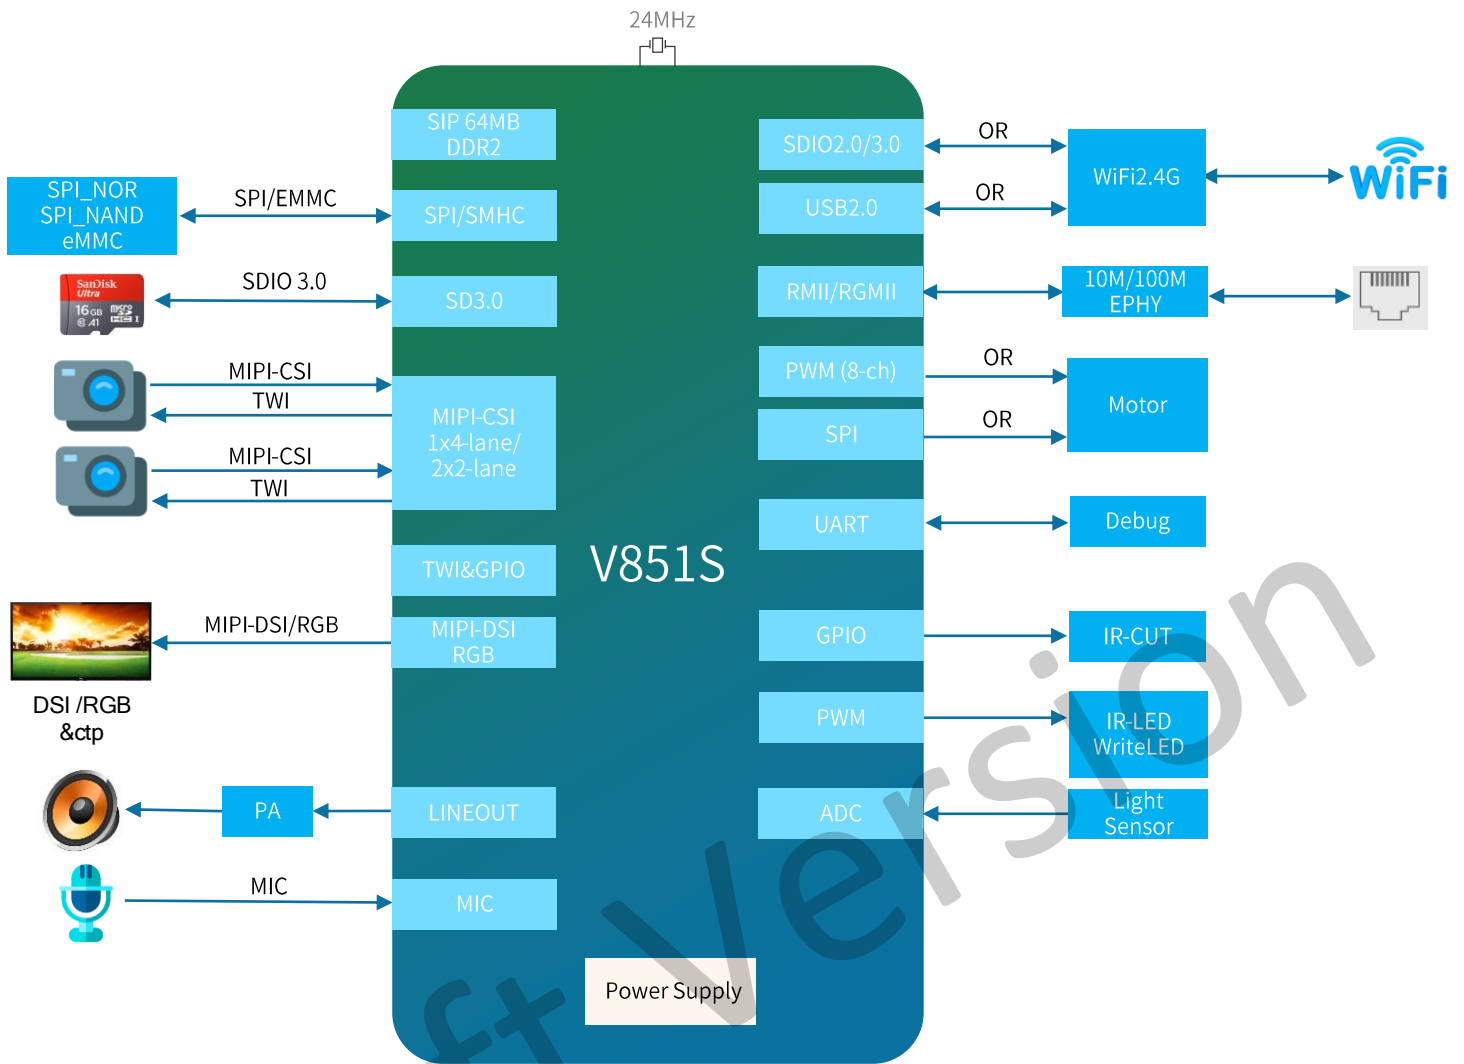 24MHz
SIP 64MB
DDR2
SPI_NOR
SPI_NAND
eMMC
SPI/EMMC
SPI/SMHC
SanDisk
Ultra
16GB
A1
micro
SDIO 3.0
SD3.0
MIPI-CSI
TWI
MIPI-CSI
TWI
MIPI-CSI
1x4-lane/
2x2-lane
TWI&GPIO
MIPI-DSI/RGB
MIPI-DSI
RGB
DSI /RGB
&ctp
PA
LINEOUT
MIC
MIC
V851S
Power Supply
SDIO2.0/3.0
OR
USB2.0
OR
WiFi2.4G
WiFi
RMII/RGMII
10M/100M
EPHY
PWM (8-ch)
OR
SPI
OR
Motor
UART
Debug
GPIO
IR-CUT
PWM
IR-LED
WriteLED
ADC
Light
Sensor
ft Version